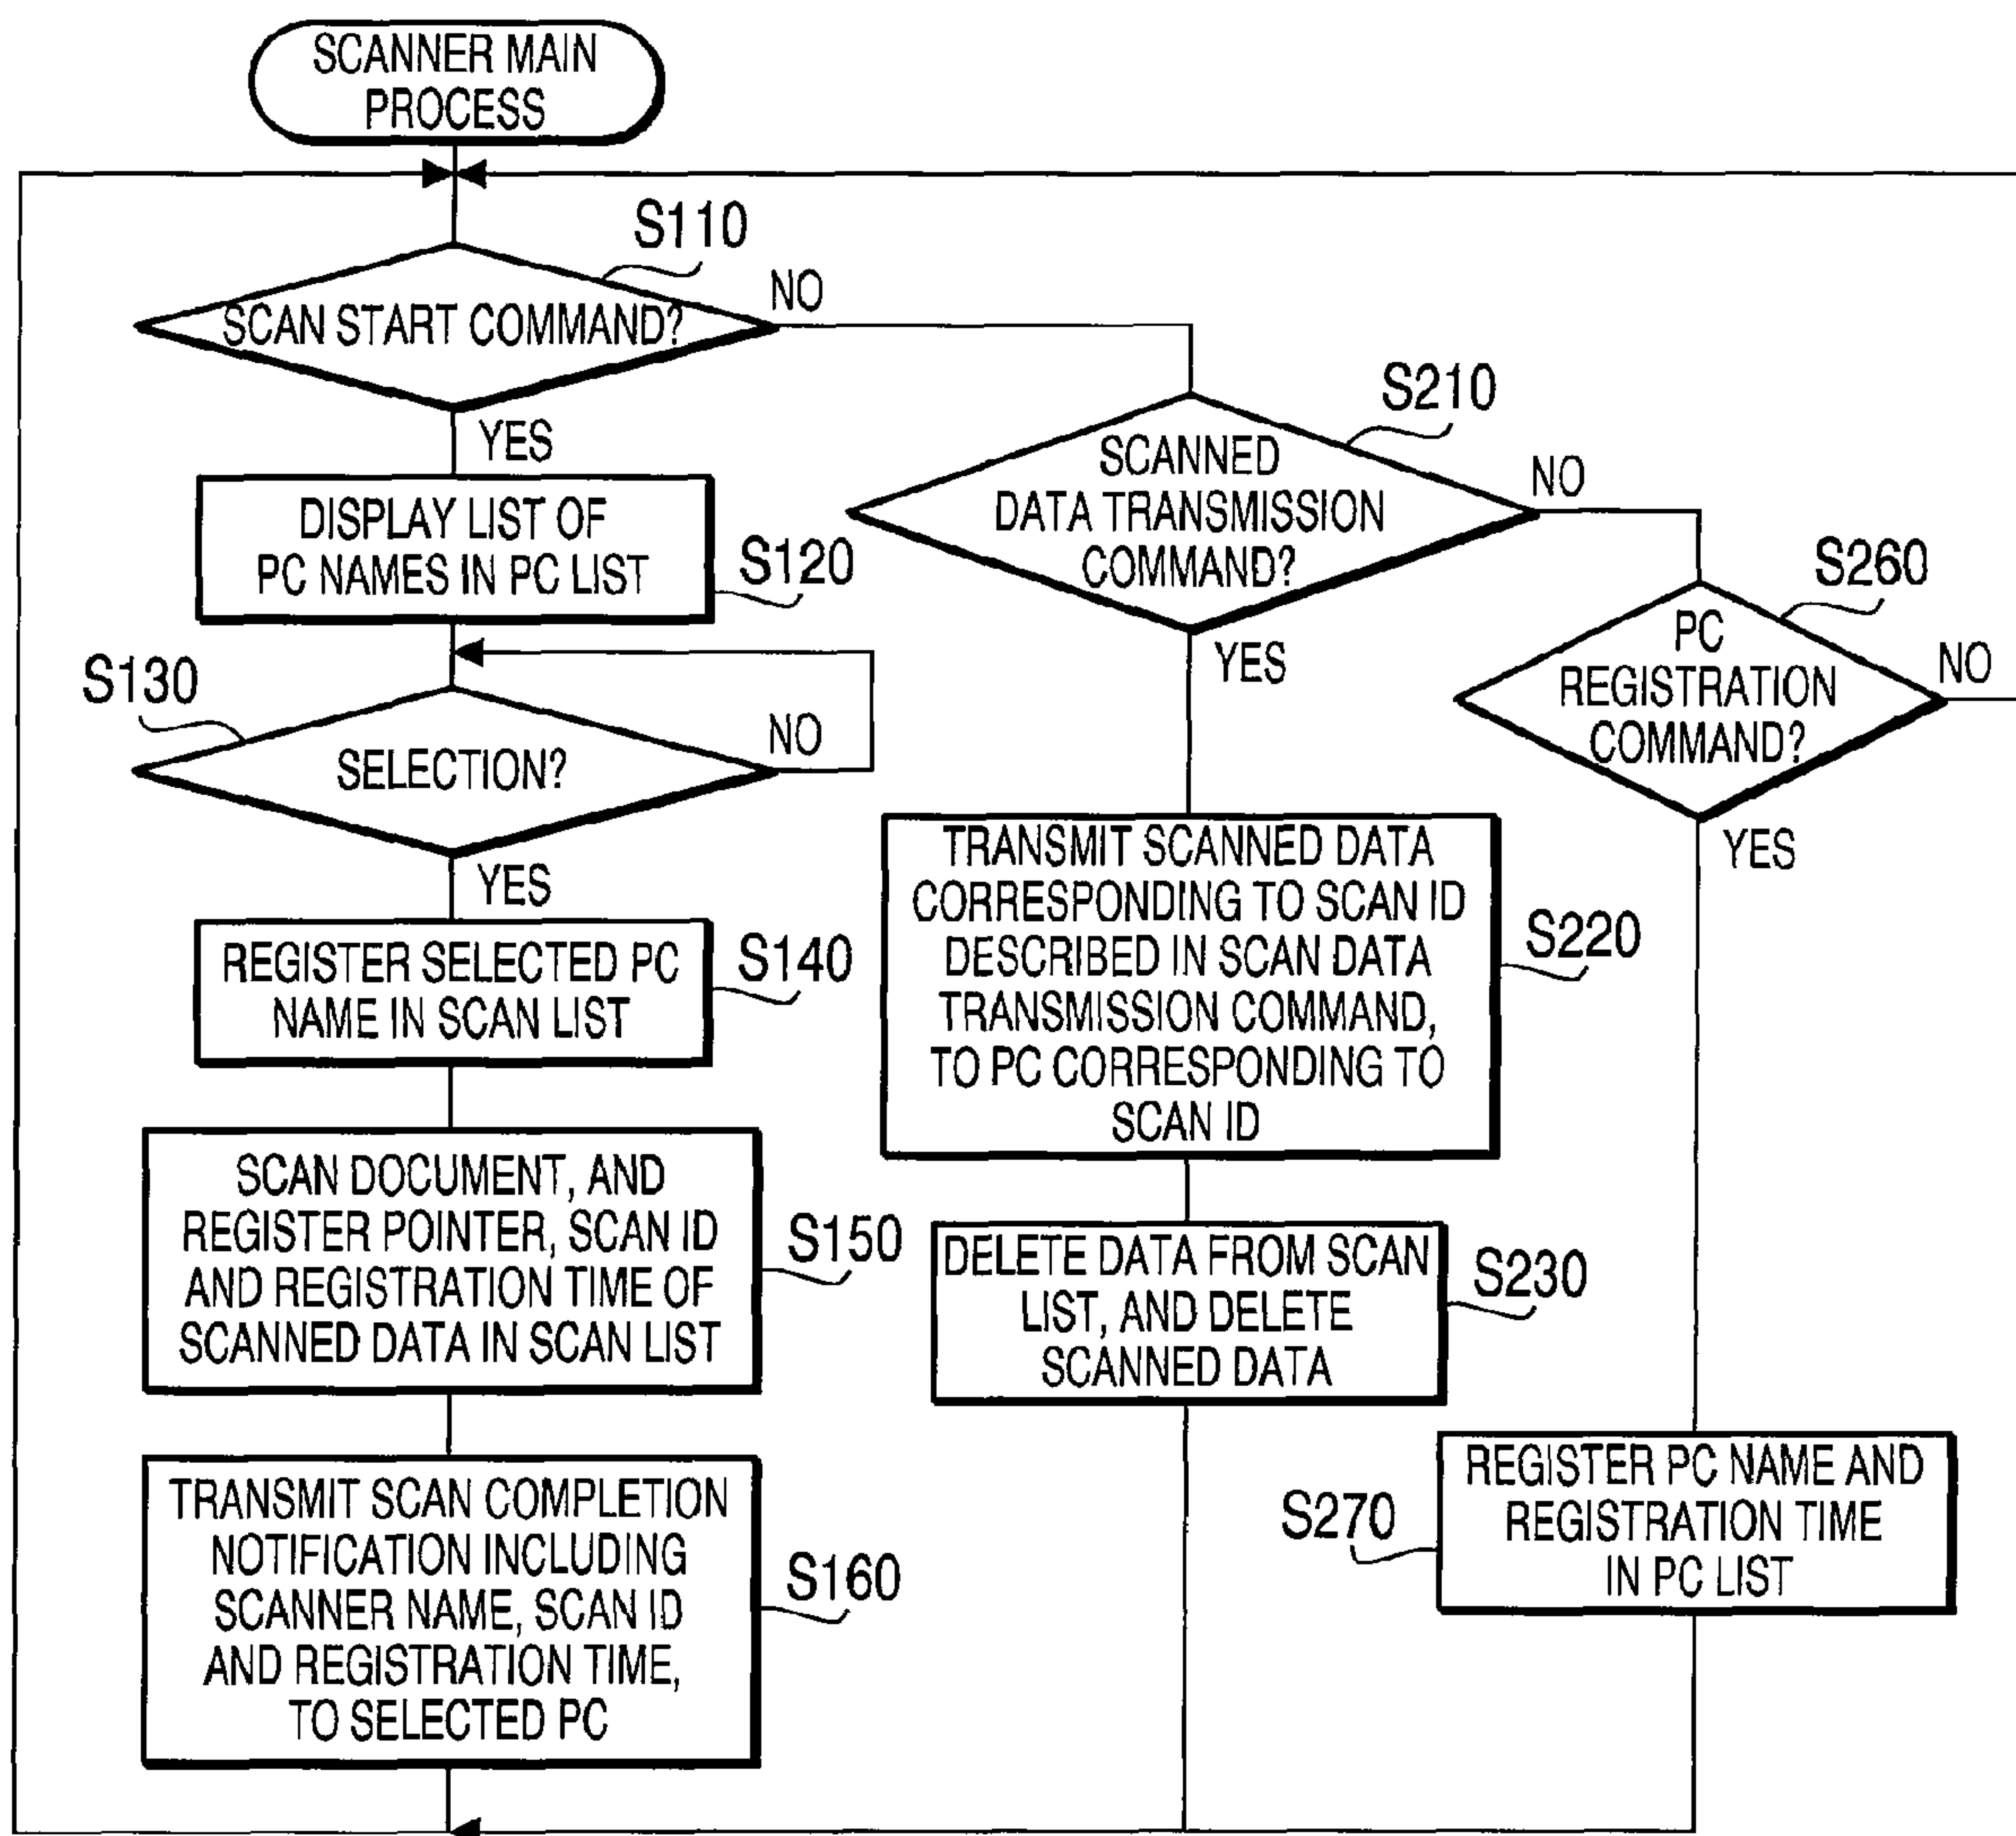 SCANNER MAIN
PROCESS
S110
SCAN START COMMAND?
NO
YES
DISPLAY LIST OF
PC NAMES IN PC LIST
S120
S130
SELECTION?
NO
YES
REGISTER SELECTED PC
NAME IN SCAN LIST
S140
SCAN DOCUMENT, AND
REGISTER POINTER, SCAN ID
AND REGISTRATION TIME OF
SCANNED DATA IN SCAN LIST
S150
TRANSMIT SCAN COMPLETION
NOTIFICATION INCLUDING
SCANNER NAME, SCAN ID
AND REGISTRATION TIME,
TO SELECTED PC
S160
S210
SCANNED
DATA TRANSMISSION
COMMAND?
NO
YES
TRANSMIT SCANNED DATA
CORRESPONDING TO SCAN ID
DESCRIBED IN SCAN DATA
TRANSMISSION COMMAND,
TO PC CORRESPONDING TO
SCAN ID
S220
DELETE DATA FROM SCAN
LIST, AND DELETE
SCANNED DATA
S230
S260
PC
REGISTRATION
COMMAND?
NO
YES
REGISTER PC NAME AND
REGISTRATION TIME
IN PC LIST
S270